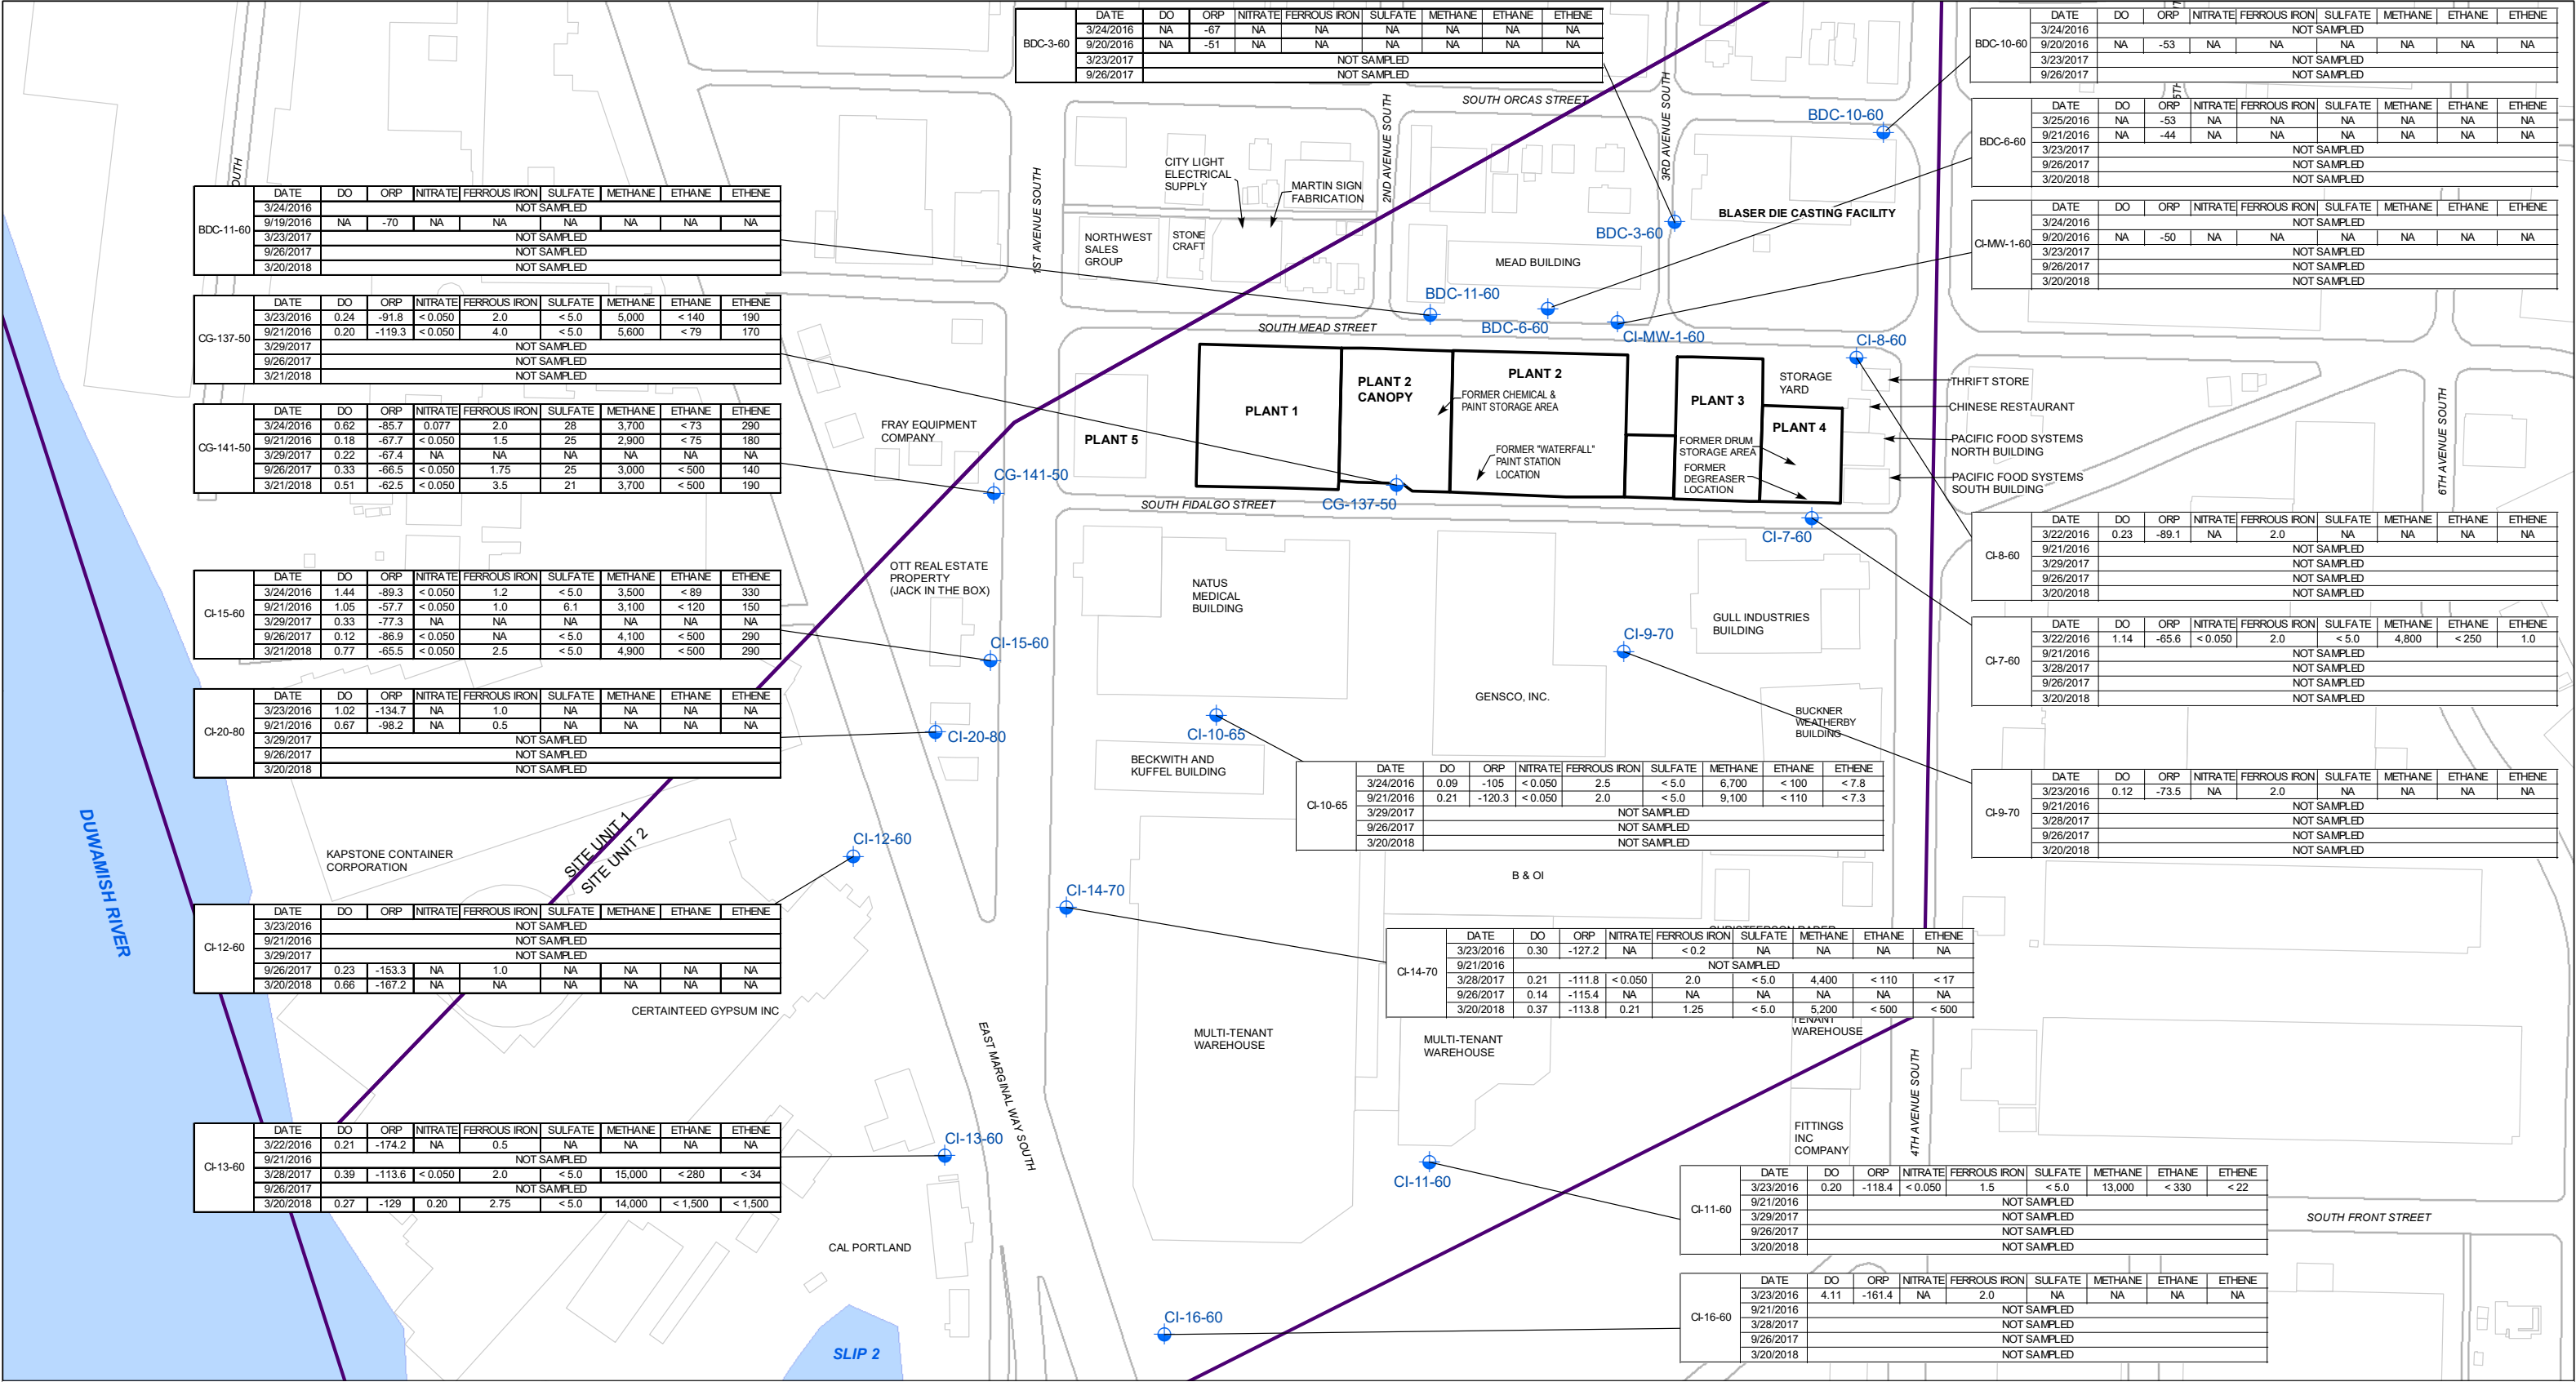 BDC-3-60
DATE DO ORP NITRATE FERROUS IRON SULFATE METHANE ETHANE ETHENE
3/24/2016 NA -67 NA NA NA NA NA NA
9/20/2016 NA -51 NA NA NA NA NA NA
3/23/2017 NOT SAMPLED
9/26/2017 NOT SAMPLED
BDC-10-60
DATE DO ORP NITRATE FERROUS IRON SULFATE METHANE ETHANE ETHENE
3/24/2016 NOT SAMPLED
9/20/2016 NA -53 NA NA NA NA NA NA
3/23/2017 NOT SAMPLED
9/26/2017 NOT SAMPLED
BDC-6-60
DATE DO ORP NITRATE FERROUS IRON SULFATE METHANE ETHANE ETHENE
3/25/2016 NA -53 NA NA NA NA NA NA
9/21/2016 NA -44 NA NA NA NA NA NA
3/23/2017 NOT SAMPLED
9/26/2017 NOT SAMPLED
3/20/2018 NOT SAMPLED
CI-MW-1-60
DATE DO ORP NITRATE FERROUS IRON SULFATE METHANE ETHANE ETHENE
3/24/2016 NOT SAMPLED
9/20/2016 NA -50 NA NA NA NA NA NA
3/23/2017 NOT SAMPLED
9/26/2017 NOT SAMPLED
3/20/2018 NOT SAMPLED
BDC-11-60
DATE DO ORP NITRATE FERROUS IRON SULFATE METHANE ETHANE ETHENE
3/24/2016 NOT SAMPLED
9/19/2016 NA -70 NA NA NA NA NA NA
3/23/2017 NOT SAMPLED
9/26/2017 NOT SAMPLED
3/20/2018 NOT SAMPLED
CG-137-50
DATE DO ORP NITRATE FERROUS IRON SULFATE METHANE ETHANE ETHENE
3/23/2016 0.24 -91.8 < 0.050 2.0 < 5.0 5,000 < 140 190
9/21/2016 0.20 -119.3 < 0.050 4.0 < 5.0 5,600 < 79 170
3/29/2017 NOT SAMPLED
9/26/2017 NOT SAMPLED
3/21/2018 NOT SAMPLED
CG-141-50
DATE DO ORP NITRATE FERROUS IRON SULFATE METHANE ETHANE ETHENE
3/24/2016 0.62 -85.7 0.077 2.0 28 3,700 < 73 290
9/21/2016 0.18 -67.7 < 0.050 1.5 25 2,900 < 75 180
3/29/2017 0.22 -67.4 NA NA NA NA NA NA
9/26/2017 0.33 -66.5 < 0.050 1.75 25 3,000 < 500 140
3/21/2018 0.51 -62.5 < 0.050 3.5 21 3,700 < 500 190
CI-15-60
DATE DO ORP NITRATE FERROUS IRON SULFATE METHANE ETHANE ETHENE
3/24/2016 1.44 -89.3 < 0.050 1.2 < 5.0 3,500 < 89 330
9/21/2016 1.05 -57.7 < 0.050 1.0 6.1 3,100 < 120 150
3/29/2017 0.33 -77.3 NA NA NA NA NA NA
9/26/2017 0.12 -86.9 < 0.050 NA < 5.0 4,100 < 500 290
3/21/2018 0.77 -65.5 < 0.050 2.5 < 5.0 4,900 < 500 290
CI-20-80
DATE DO ORP NITRATE FERROUS IRON SULFATE METHANE ETHANE ETHENE
3/23/2016 1.02 -134.7 NA 1.0 NA NA NA NA
9/21/2016 0.67 -98.2 NA 0.5 NA NA NA NA
3/29/2017 NOT SAMPLED
9/26/2017 NOT SAMPLED
3/20/2018 NOT SAMPLED
CI-12-60
DATE DO ORP NITRATE FERROUS IRON SULFATE METHANE ETHANE ETHENE
3/23/2016 NOT SAMPLED
9/21/2016 NOT SAMPLED
3/29/2017 NOT SAMPLED
9/26/2017 0.23 -153.3 NA 1.0 NA NA NA NA
3/20/2018 0.66 -167.2 NA NA NA NA NA NA
CI-13-60
DATE DO ORP NITRATE FERROUS IRON SULFATE METHANE ETHANE ETHENE
3/22/2016 0.21 -174.2 NA 0.5 NA NA NA NA
9/21/2016 NOT SAMPLED
3/28/2017 0.39 -113.6 < 0.050 2.0 < 5.0 15,000 < 280 < 34
9/26/2017 NOT SAMPLED
3/20/2018 0.27 -129 0.20 2.75 < 5.0 14,000 < 1,500 < 1,500
CI-8-60
DATE DO ORP NITRATE FERROUS IRON SULFATE METHANE ETHANE ETHENE
3/22/2016 0.23 -89.1 NA 2.0 NA NA NA NA
9/21/2016 NOT SAMPLED
3/29/2017 NOT SAMPLED
9/26/2017 NOT SAMPLED
3/20/2018 NOT SAMPLED
CI-7-60
DATE DO ORP NITRATE FERROUS IRON SULFATE METHANE ETHANE ETHENE
3/22/2016 1.14 -65.6 < 0.050 2.0 < 5.0 4,800 < 250 1.0
9/21/2016 NOT SAMPLED
3/28/2017 NOT SAMPLED
9/26/2017 NOT SAMPLED
3/20/2018 NOT SAMPLED
CI-9-70
DATE DO ORP NITRATE FERROUS IRON SULFATE METHANE ETHANE ETHENE
3/23/2016 0.12 -73.5 NA 2.0 NA NA NA NA
9/21/2016 NOT SAMPLED
3/28/2017 NOT SAMPLED
9/26/2017 NOT SAMPLED
3/20/2018 NOT SAMPLED
CI-10-65
DATE DO ORP NITRATE FERROUS IRON SULFATE METHANE ETHANE ETHENE
3/24/2016 0.09 -105 < 0.050 2.5 < 5.0 6,700 < 100 < 7.8
9/21/2016 0.21 -120.3 < 0.050 2.0 < 5.0 9,100 < 110 < 7.3
3/29/2017 NOT SAMPLED
9/26/2017 NOT SAMPLED
3/20/2018 NOT SAMPLED
CI-14-70
DATE DO ORP NITRATE FERROUS IRON SULFATE METHANE ETHANE ETHENE
3/23/2016 0.30 -127.2 NA < 0.2 NA NA NA NA
9/21/2016 NOT SAMPLED
3/28/2017 0.21 -111.8 < 0.050 2.0 < 5.0 4,400 < 110 < 17
9/26/2017 0.14 -115.4 NA NA NA NA NA NA
3/20/2018 0.37 -113.8 0.21 1.25 < 5.0 5,200 < 500 < 500
CI-11-60
DATE DO ORP NITRATE FERROUS IRON SULFATE METHANE ETHANE ETHENE
3/23/2016 0.20 -118.4 < 0.050 1.5 < 5.0 13,000 < 330 < 22
9/21/2016 NOT SAMPLED
3/29/2017 NOT SAMPLED
9/26/2017 NOT SAMPLED
3/20/2018 NOT SAMPLED
CI-16-60
DATE DO ORP NITRATE FERROUS IRON SULFATE METHANE ETHANE ETHENE
3/23/2016 4.11 -161.4 NA 2.0 NA NA NA NA
9/21/2016 NOT SAMPLED
3/28/2017 NOT SAMPLED
9/26/2017 NOT SAMPLED
3/20/2018 NOT SAMPLED
SOUTH ORCAS STREET
1ST AVENUE SOUTH
2ND AVENUE SOUTH
3RD AVENUE SOUTH
BDC-10-60
CITY LIGHT
ELECTRICAL
SUPPLY
MARTIN SIGN
FABRICATION
NORTHWEST
SALES
GROUP
STONE
CRAFT
BLASER DIE CASTING FACILITY
BDC-3-60
MEAD BUILDING
BDC-11-60
BDC-6-60
CI-MW-1-60
SOUTH MEAD STREET
CI-8-60
PLANT 1
PLANT 2
CANOPY
PLANT 2
FORMER CHEMICAL &
PAINT STORAGE AREA
FORMER "WATERFALL"
PAINT STATION
LOCATION
PLANT 3
STORAGE
YARD
PLANT 4
FORMER DRUM
STORAGE AREA
FORMER
DEGREASER
LOCATION
PLANT 5
THRIFT STORE
CHINESE RESTAURANT
PACIFIC FOOD SYSTEMS
NORTH BUILDING
PACIFIC FOOD SYSTEMS
SOUTH BUILDING
6TH AVENUE SOUTH
FRAY EQUIPMENT
COMPANY
CG-141-50
CG-137-50
SOUTH FIDALGO STREET
CI-7-60
OTT REAL ESTATE
PROPERTY
(JACK IN THE BOX)
NATUS
MEDICAL
BUILDING
GULL INDUSTRIES
BUILDING
CI-15-60
CI-9-70
GENSCO, INC.
BUCKNER
WEATHERBY
BUILDING
CI-20-80
CI-10-65
BECKWITH AND
KUFFEL BUILDING
DUWAMISH RIVER
SITE UNIT 1
SITE UNIT 2
KAPSTONE CONTAINER
CORPORATION
CI-12-60
CI-14-70
B & OI
CERTAINTEED GYPSUM INC
MULTI-TENANT
WAREHOUSE
MULTI-TENANT
WAREHOUSE
TENANT
WAREHOUSE
EAST MARGINAL WAY SOUTH
4TH AVENUE SOUTH
FITTINGS
INC
COMPANY
CI-13-60
CI-11-60
SOUTH FRONT STREET
CAL PORTLAND
CI-16-60
SLIP 2